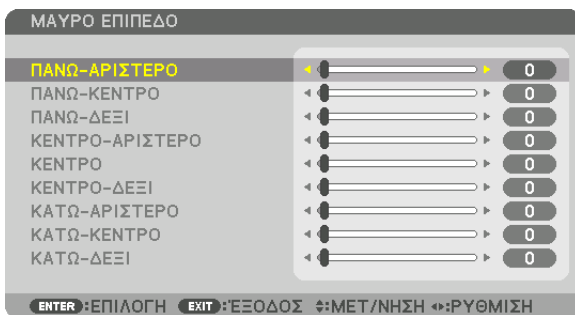 ΜΑΥΡΟ ΕΠΙΠΕΔΟ
ΠΑΝΩ-ΑΡΙΣΤΕΡΟ 0
ΠΑΝΩ-ΚΕΝΤΡΟ 0
ΠΑΝΩ-ΔΕΞΙ 0
ΚΕΝΤΡΟ-ΑΡΙΣΤΕΡΟ 0
ΚΕΝΤΡΟ 0
ΚΕΝΤΡΟ-ΔΕΞΙ 0
ΚΑΤΩ-ΑΡΙΣΤΕΡΟ 0
ΚΑΤΩ-ΚΕΝΤΡΟ 0
ΚΑΤΩ-ΔΕΞΙ 0
ENTER :ΕΠΙΛΟΓΗ EXIT :ΈΞΟΔΟΣ :ΜΕΤ/ΝΗΣΗ :ΡΥΘΜΙΣΗ